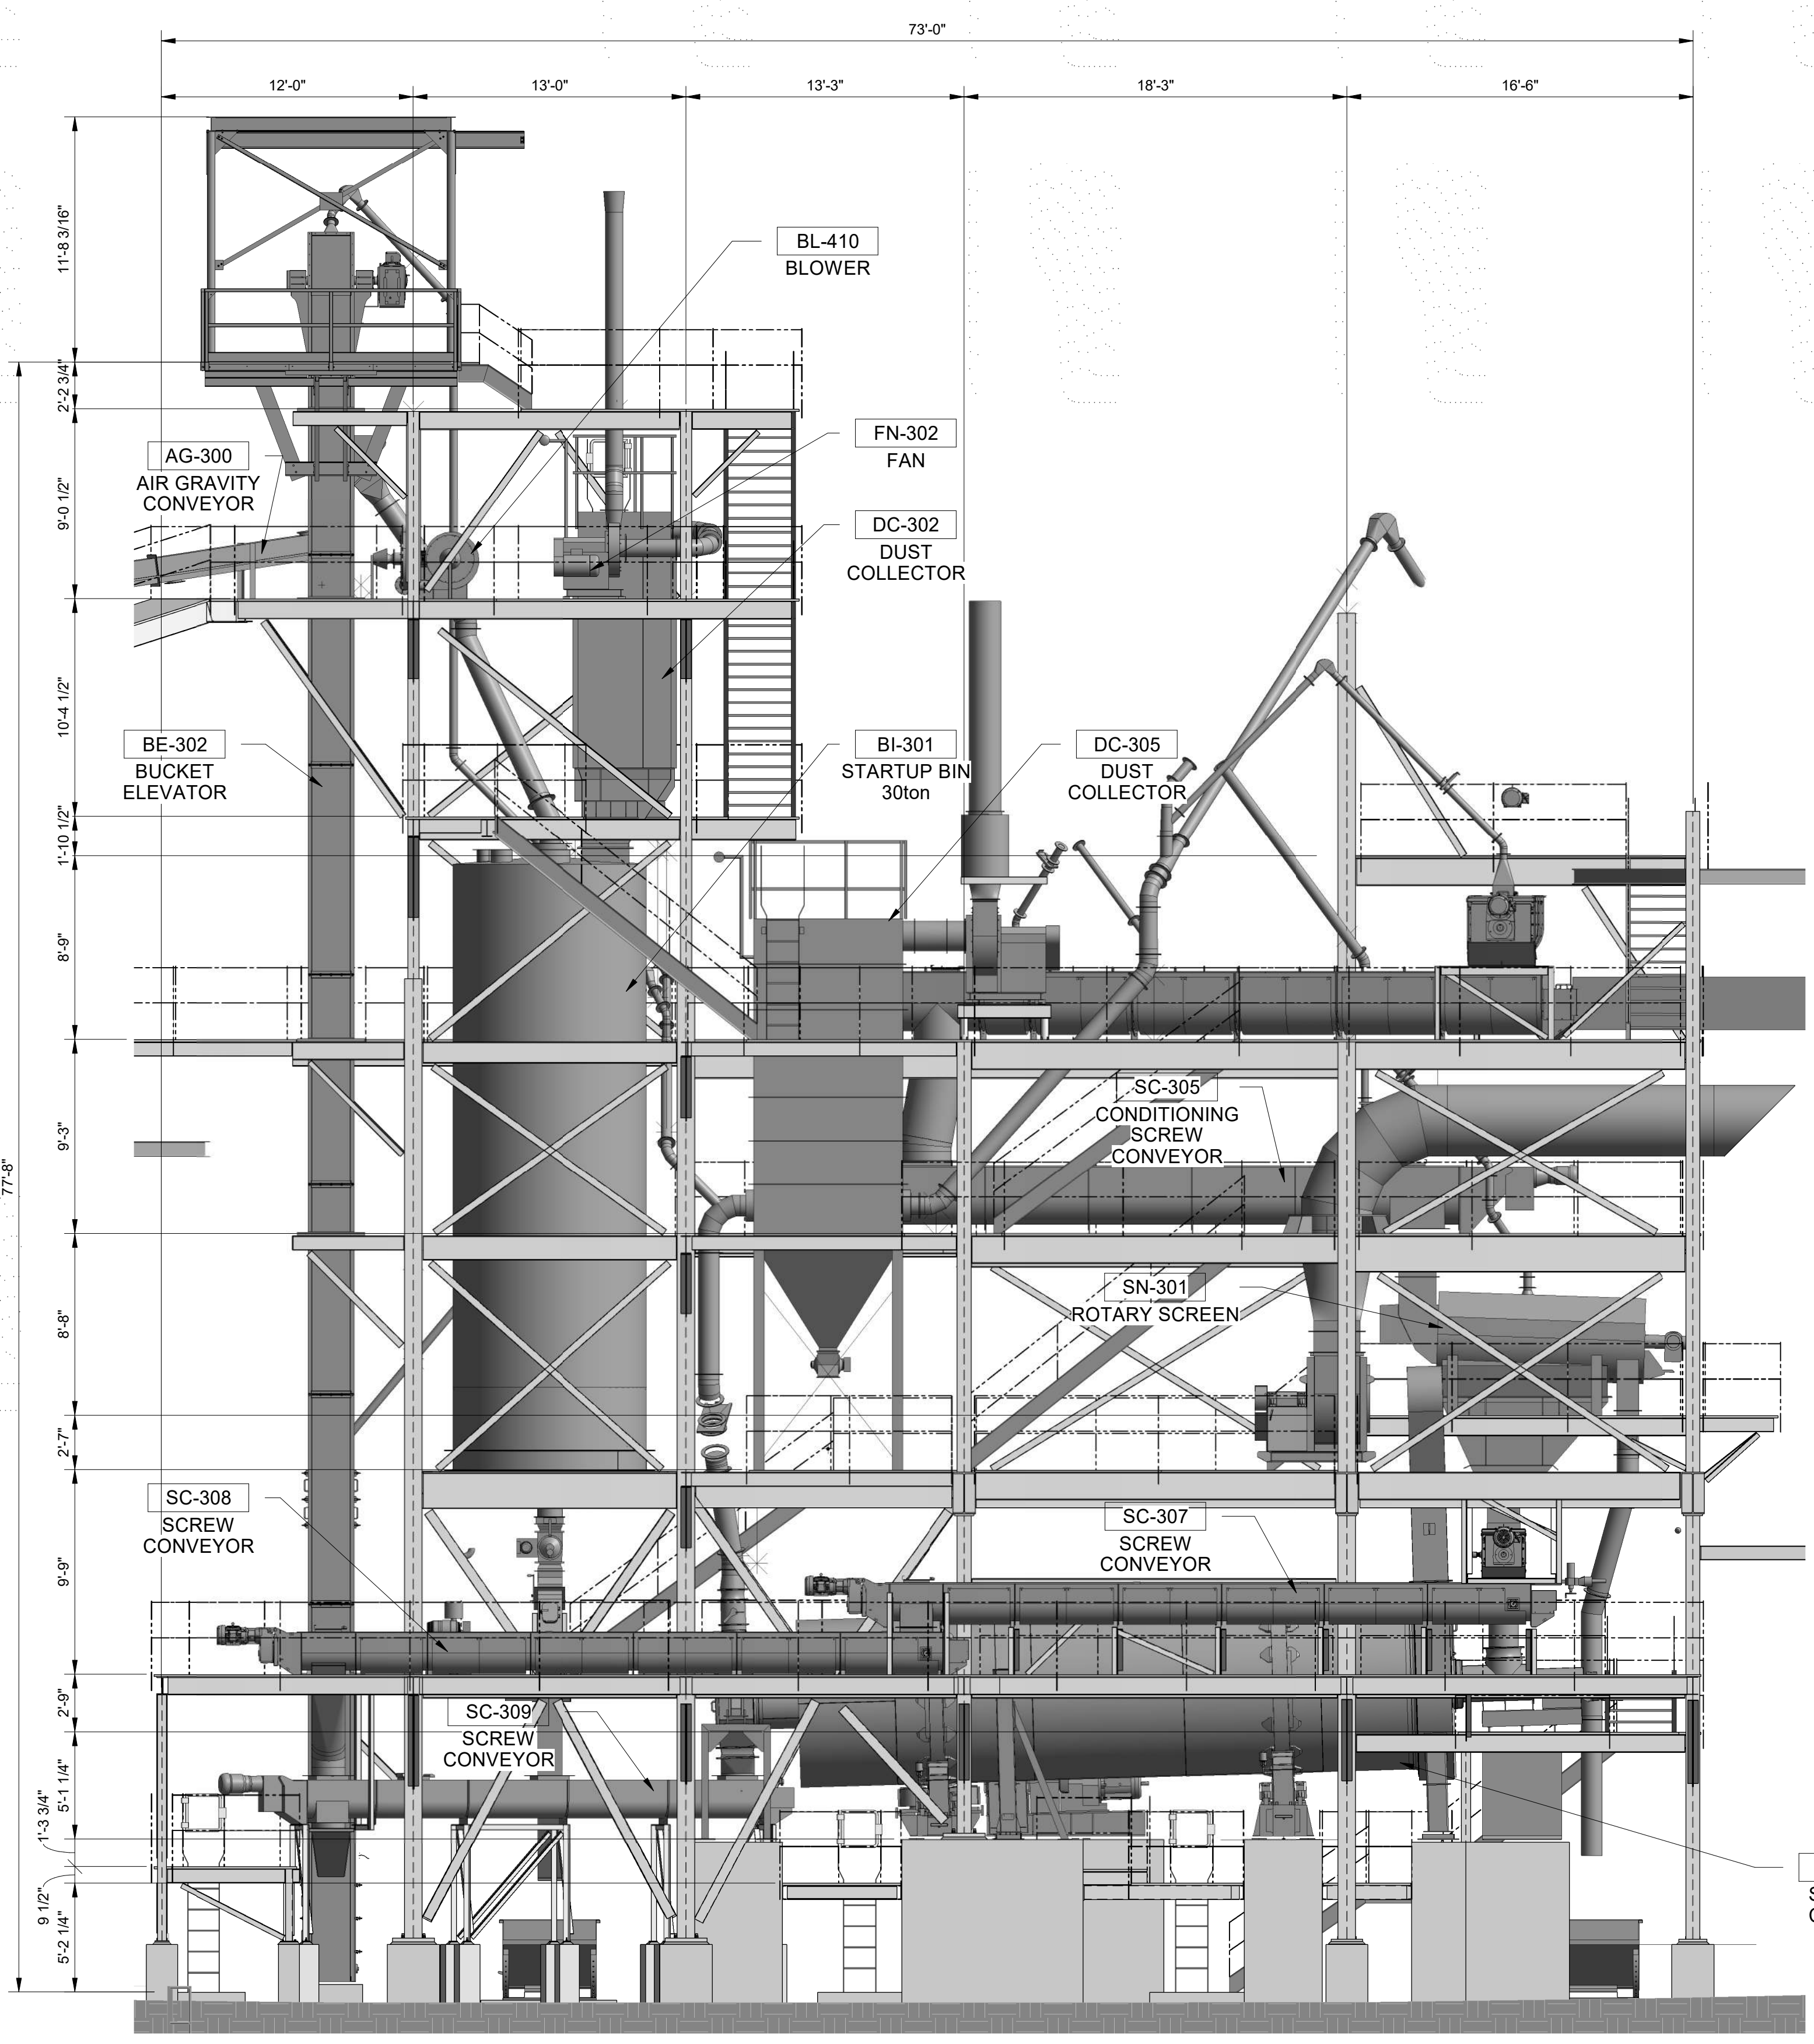 73'-0"
12'-0"
13'-0"
13'-3"
18'-3"
16'-6"
11'-8 3/16"
2'-2 3/4"
9'-0 1/2"
10'-4 1/2"
1'-10 1/2"
8'-9"
9'-3"
77'-8"
8'-8"
2'-7"
9'-9"
2'-9"
5'-1 1/4"
1'-3 3/4"
9 1/2"
5'-2 1/4"
BL-410
BLOWER
FN-302
FAN
AG-300
AIR GRAVITY
CONVEYOR
DC-302
DUST
COLLECTOR
BE-302
BUCKET
ELEVATOR
BI-301
STARTUP BIN
30ton
DC-305
DUST
COLLECTOR
SC-305
CONDITIONING
SCREW
CONVEYOR
SN-301
ROTARY SCREEN
SC-308
SCREW
CONVEYOR
SC-307
SCREW
CONVEYOR
SC-309
SCREW
CONVEYOR